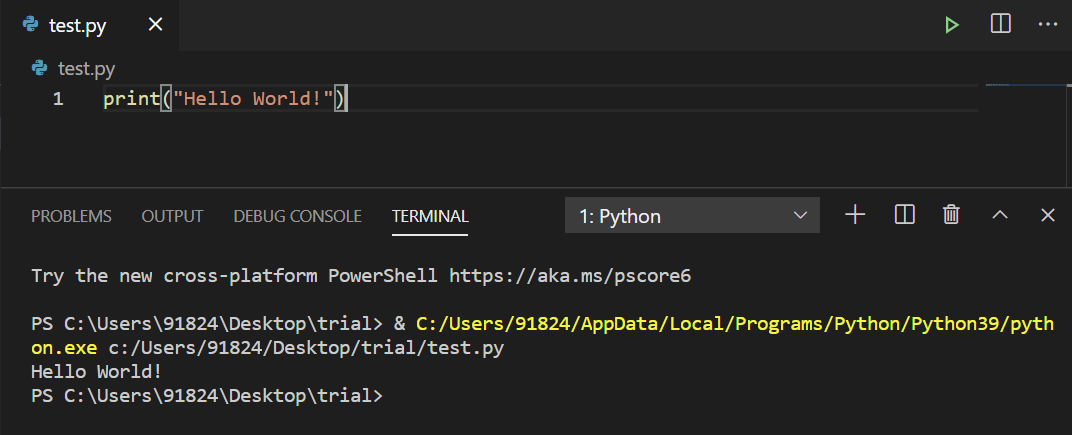 test.py
test.py
1 print("Hello World!")
PROBLEMS OUTPUT DEBUG CONSOLE TERMINAL 1: Python
Try the new cross-platform PowerShell https://aka.ms/pscore6
PS C:\Users\91824\Desktop\trial> & C:/Users/91824/AppData/Local/Programs/Python/Python39/pyth
on.exe c:/Users/91824/Desktop/trial/test.py
Hello World!
PS C:\Users\91824\Desktop\trial>